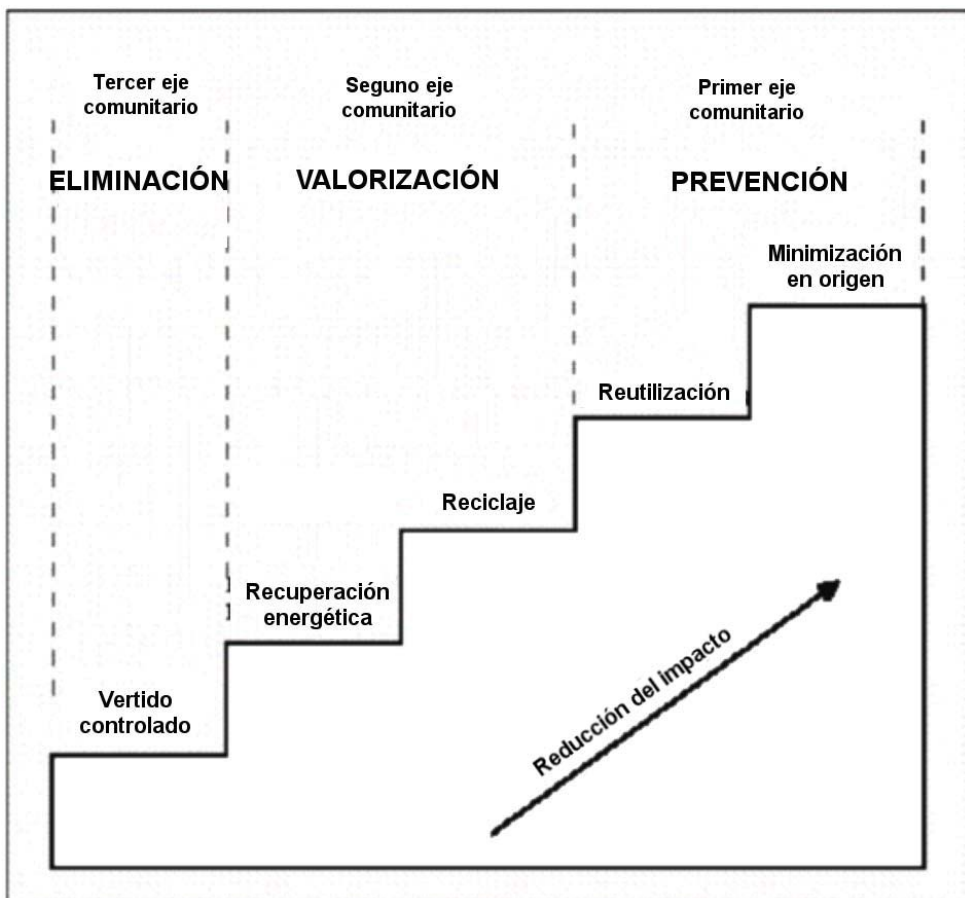 Tercer eje
comunitario
Seguno eje
comunitario
Primer eje
comunitario
ELIMINACIÓN
VALORIZACIÓN
PREVENCIÓN
Minimización
en origen
Reutilización
Reciclaje
Recuperación
energética
Vertido
controlado
Reducción del impacto